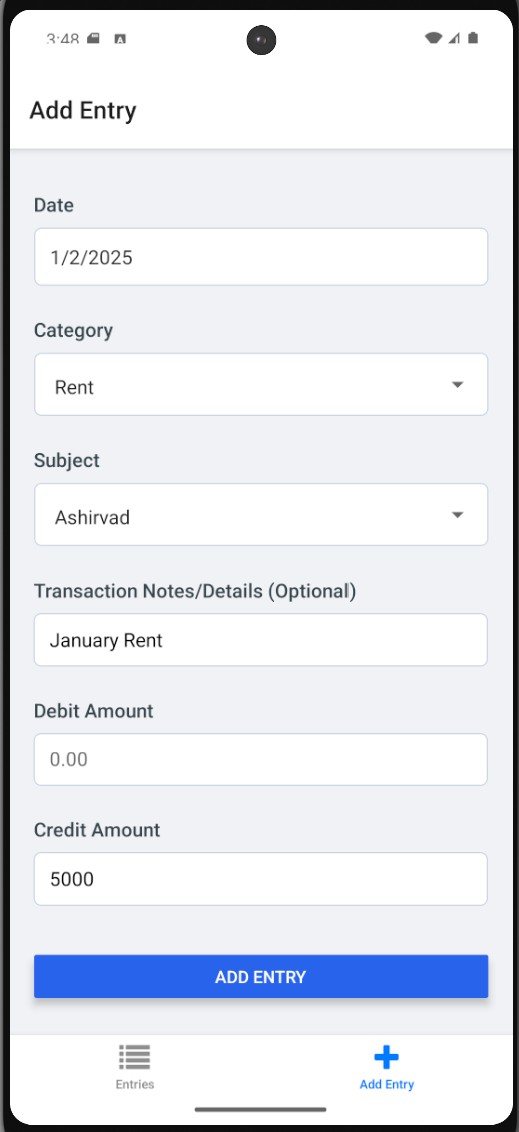 3:48
Add Entry
Date
1/2/2025
Category
Rent
Subject
Ashirvad
Transaction Notes/Details (Optional)
January Rent
Debit Amount
0.00
Credit Amount
5000
ADD ENTRY
Entries
Add Entry